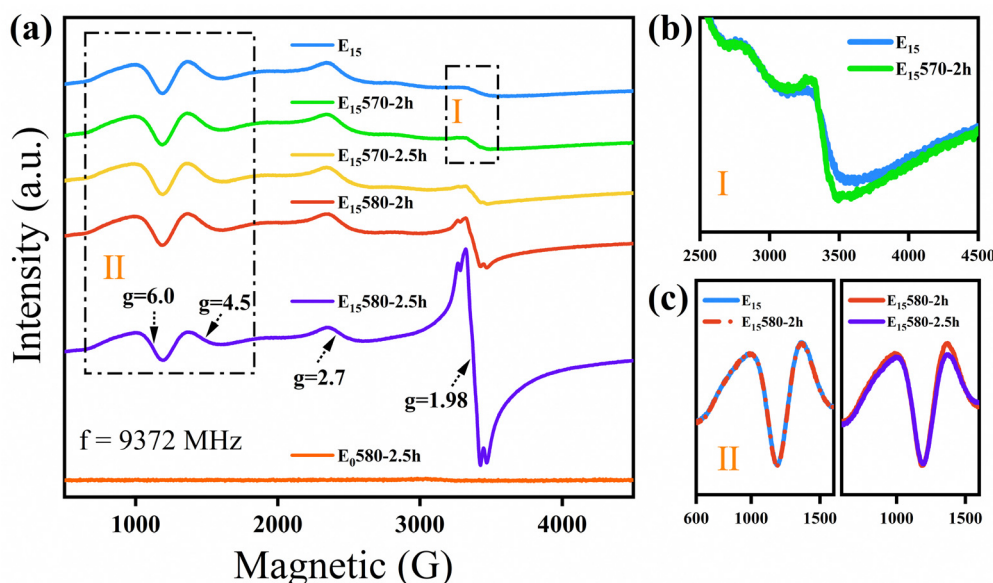 (a)
E₁₅
E₁₅570-2h
E₁₅570-2.5h
E₁₅580-2h
E₁₅580-2.5h
E₀580-2.5h
I
II
g=6.0
g=4.5
g=2.7
g=1.98
f = 9372 MHz
Intensity (a.u.)
1000 2000 3000 4000
Magnetic (G)
(b)
E₁₅
E₁₅570-2h
I
2500 3000 3500 4000 4500
(c)
E₁₅
E₁₅580-2h
E₁₅580-2h
E₁₅580-2.5h
II
600 1000 1500 1000 1500